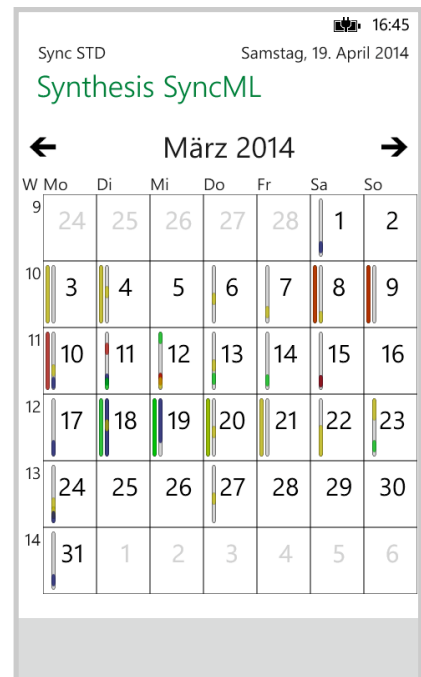 16:45
Sync STD Samstag, 19. April 2014
Synthesis SyncML
März 2014
W Mo Di Mi Do Fr Sa So
9 24 25 26 27 28 1 2
10 3 4 5 6 7 8 9
11 10 11 12 13 14 15 16
12 17 18 19 20 21 22 23
13 24 25 26 27 28 29 30
14 31 1 2 3 4 5 6